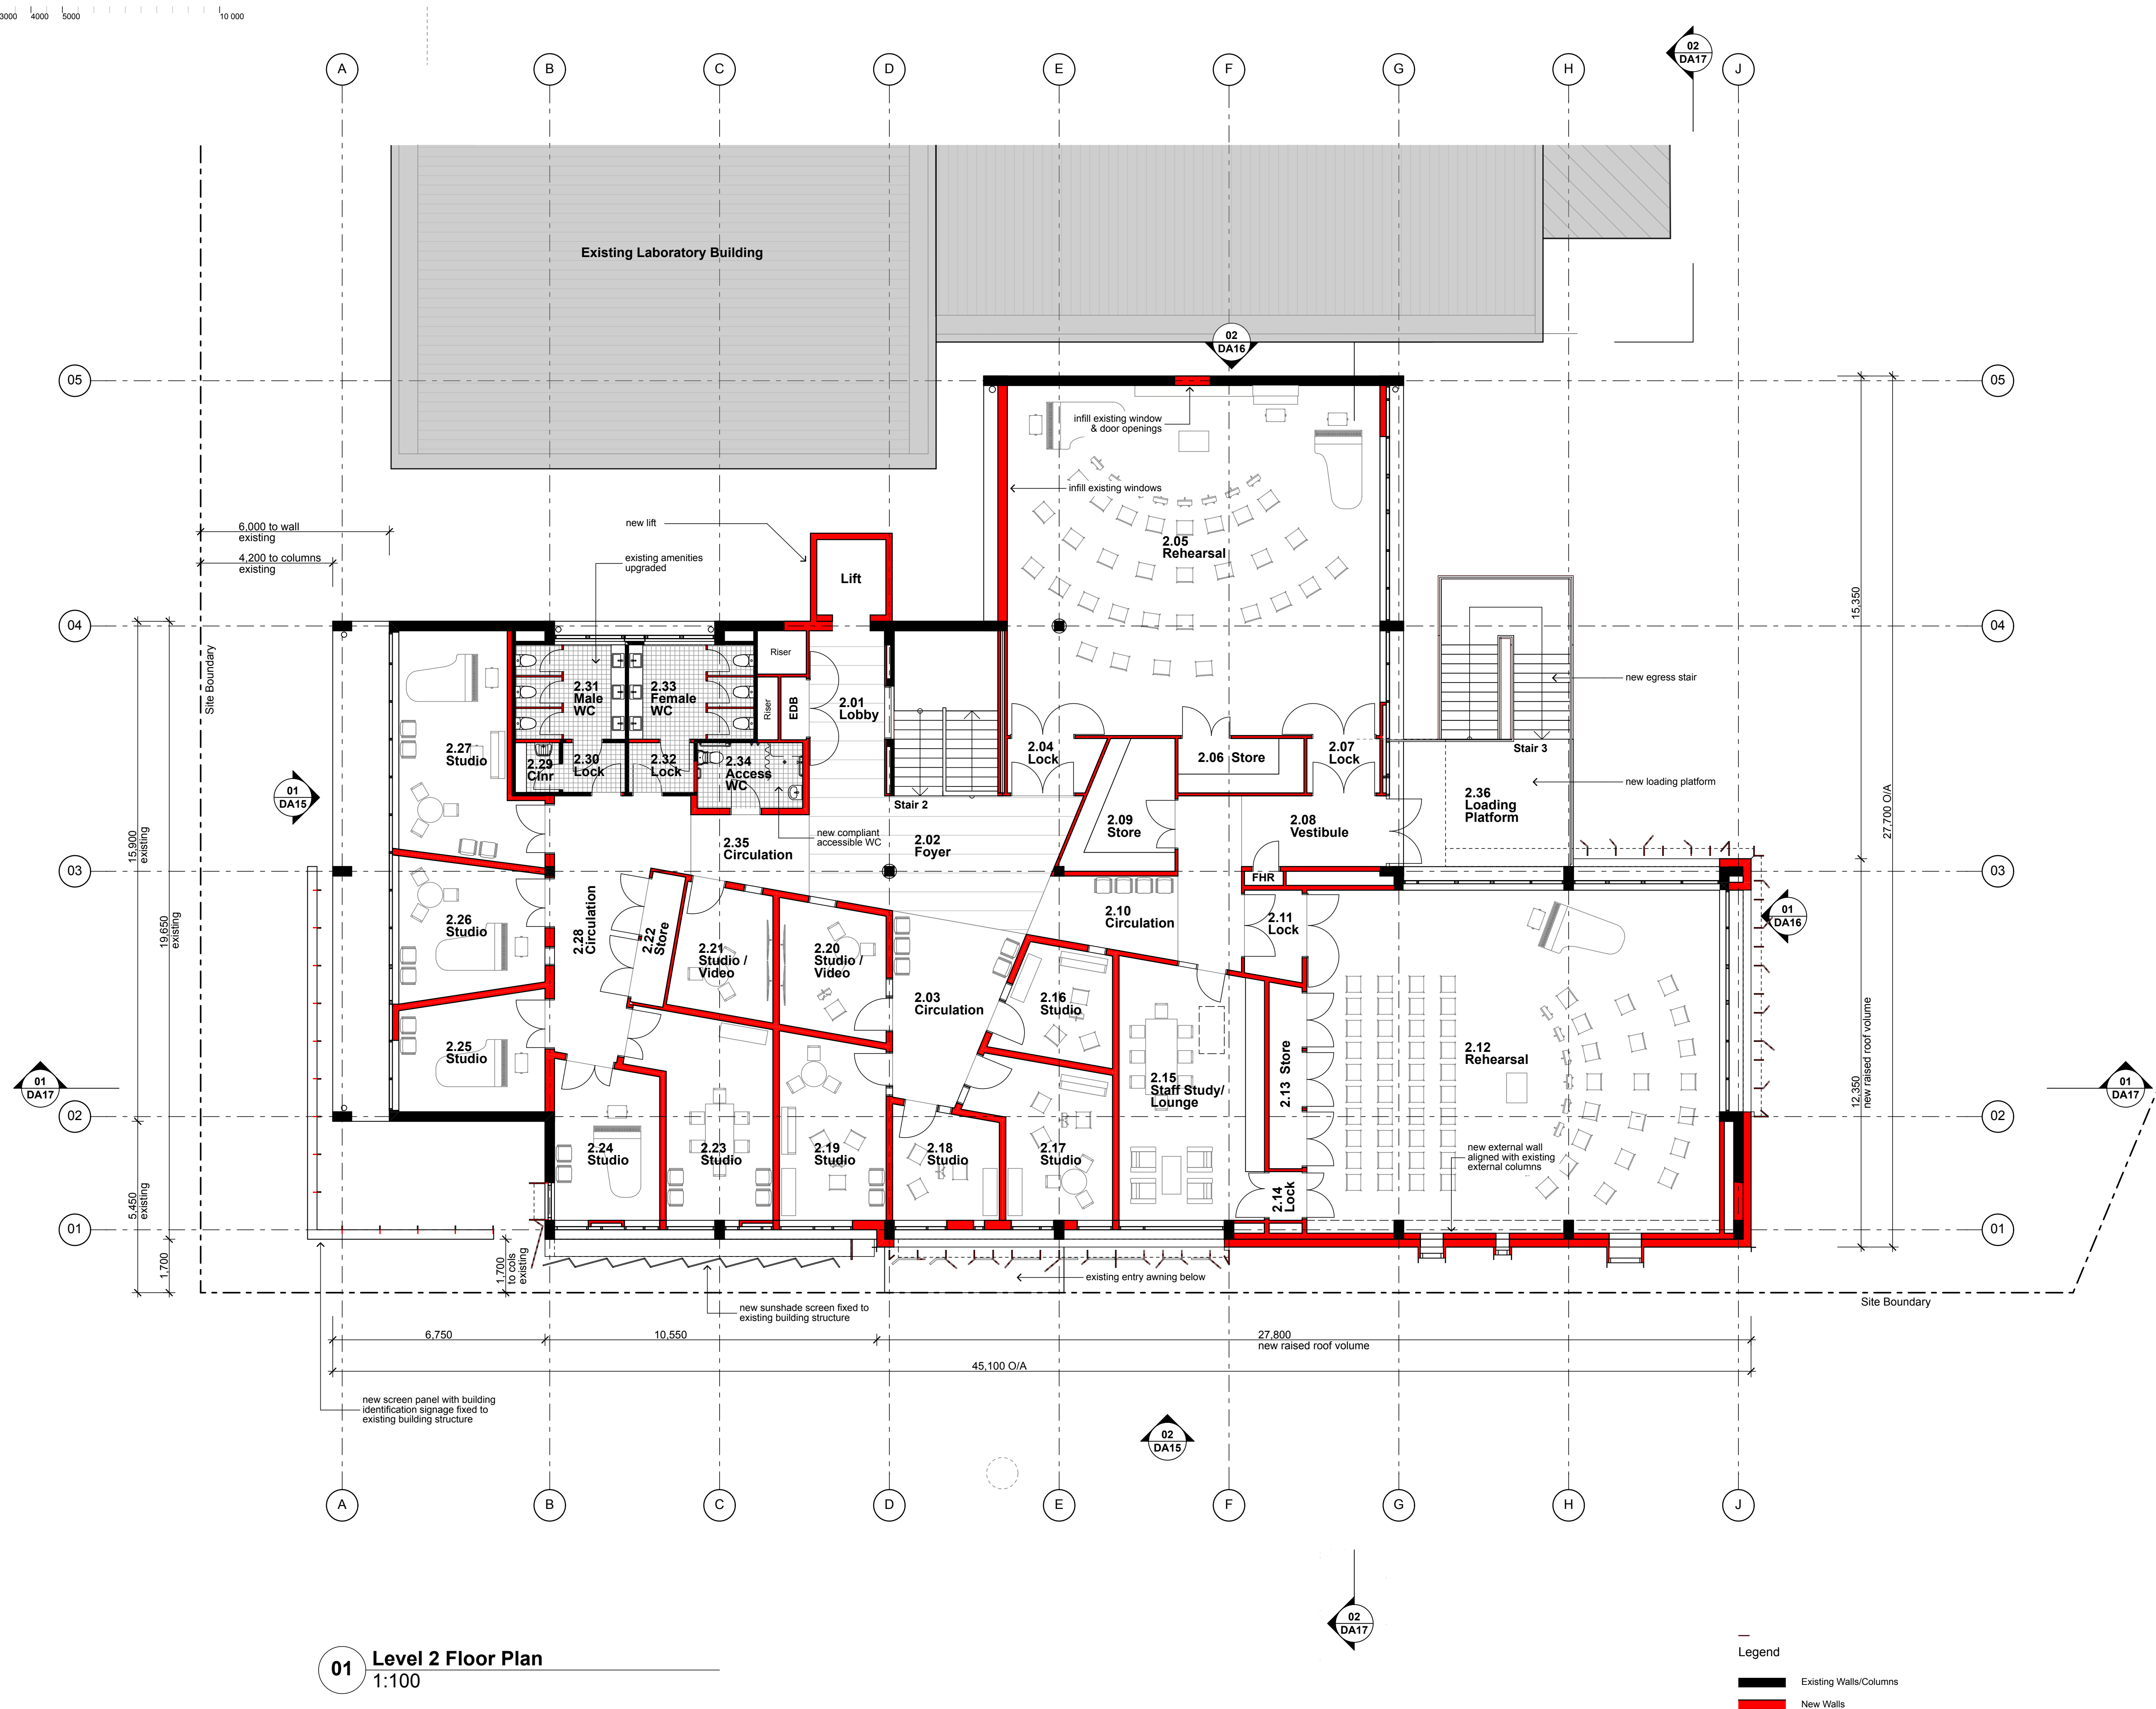 3000 4000 5000 10 000
02
DA17
A B C D E F G H J
Existing Laboratory Building
02
DA16
05
05
infill existing window
& door openings
infill existing windows
6,000 to wall
existing
4,200 to columns
existing
new lift
existing amenities
upgraded
Lift
2.05
Rehearsal
15,350
27,700 O/A
04
04
Site Boundary
Riser
Riser
EDB
2.01
Lobby
2.31
Male
WC
2.33
Female
WC
2.27
Studio
2.29
Clnr
2.30
Lock
2.32
Lock
2.34
Access
WC
2.04
Lock
2.06 Store
2.07
Lock
new egress stair
Stair 3
new loading platform
2.36
Loading
Platform
01
DA15
Stair 2
2.09
Store
2.08
Vestibule
new compliant
accessible WC
2.35
Circulation
2.02
Foyer
15,900
existing
19,650
existing
03
03
FHR
2.26
Studio
2.28
Circulation
2.22
Store
2.21
Studio /
Video
2.20
Studio /
Video
2.10
Circulation
2.11
Lock
01
DA16
2.03
Circulation
2.16
Studio
2.25
Studio
2.12
Rehearsal
2.13 Store
2.15
Staff Study/
Lounge
12,350
new raised roof volume
01
DA17
01
DA17
02
02
2.24
Studio
2.23
Studio
2.19
Studio
2.18
Studio
2.17
Studio
2.14
Lock
new external wall
aligned with existing
external columns
5,450
existing
01
01
1,700
1,700
to cols
existing
existing entry awning below
new sunshade screen fixed to
existing building structure
Site Boundary
6,750
10,550
27,800
new raised roof volume
45,100 O/A
new screen panel with building
identification signage fixed to
existing building structure
02
DA15
A B C D E F G H J
02
DA17
01
Level 2 Floor Plan
1:100
Legend
Existing Walls/Columns
New Walls